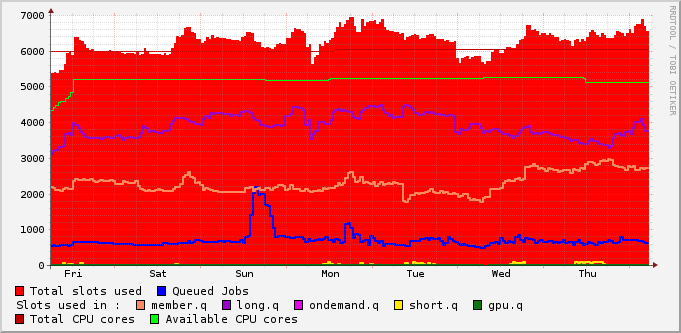 7000
6000
5000
4000
3000
2000
1000
0
Fri Sat Sun Mon Tue Wed Thu
Total slots used Queued Jobs
Slots used in : member.q long.q ondemand.q short.q gpu.q
Total CPU cores Available CPU cores
RRDTOOL / TOBI OETIKER